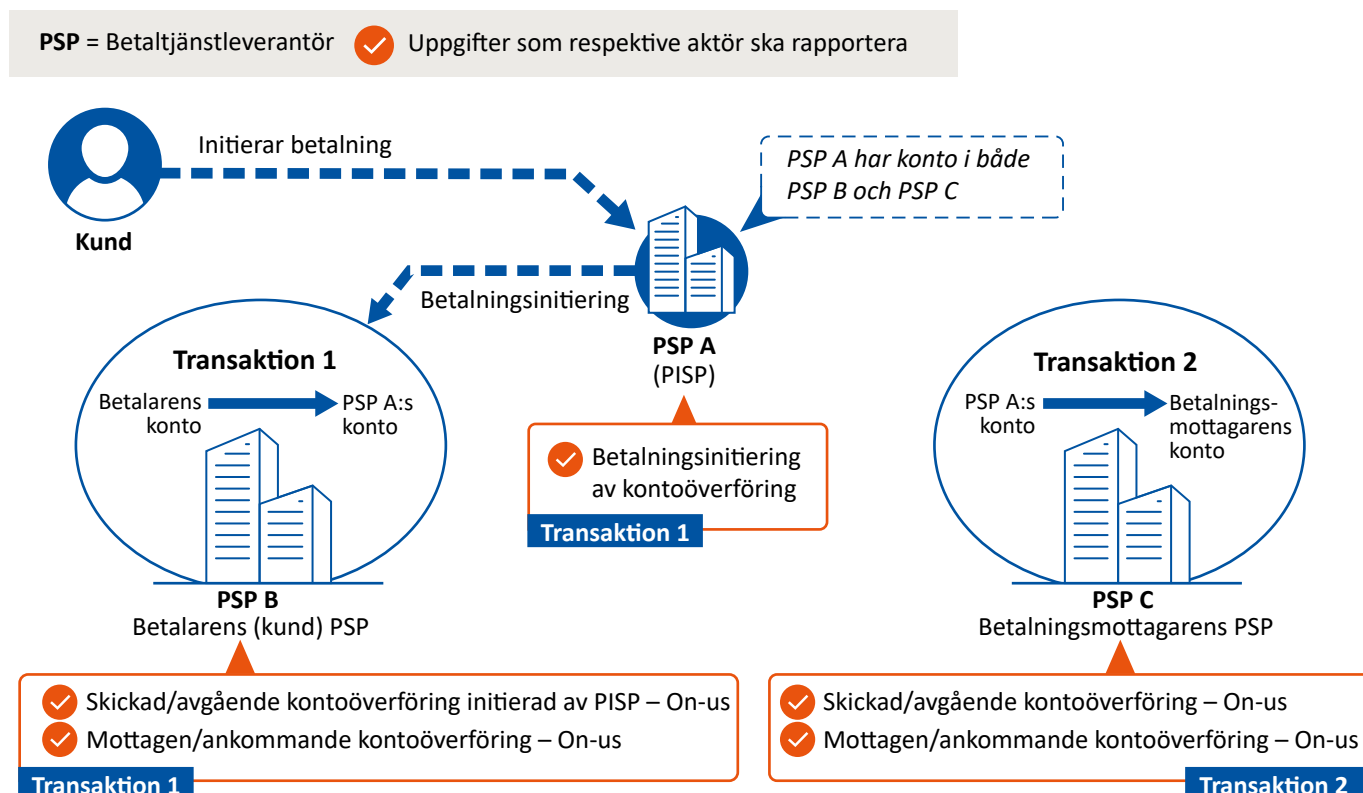 PSP = Betaltjänstleverantör
Uppgifter som respektive aktör ska rapportera
Initierar betalning
Kund
PSP A har konto i både
PSP B och PSP C
Betalningsinitiering
PSP A
(PISP)
Betalningsinitiering
av kontoöverföring
Transaktion 1
Transaktion 1
Betalarens
konto
PSP A:s
konto
PSP B
Betalarens (kund) PSP
Skickad/avgående kontoöverföring initierad av PISP – On-us
Mottagen/ankommande kontoöverföring – On-us
Transaktion 1
Transaktion 2
PSP A:s
konto
Betalnings-
mottagarens
konto
PSP C
Betalningsmottagarens PSP
Skickad/avgående kontoöverföring – On-us
Mottagen/ankommande kontoöverföring – On-us
Transaktion 2